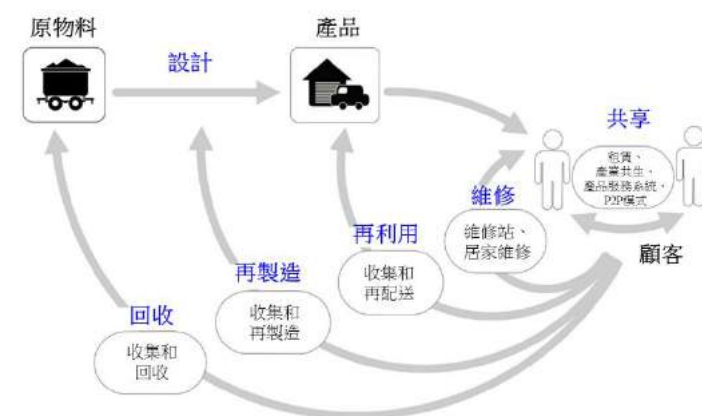 原物料
產品
設計
共享
租賃、
產業共生、
產品服務系統、
P2P模式
維修
維修站、
居家維修
顧客
再利用
收集和
再配送
再製造
收集和
再製造
回收
收集和
回收